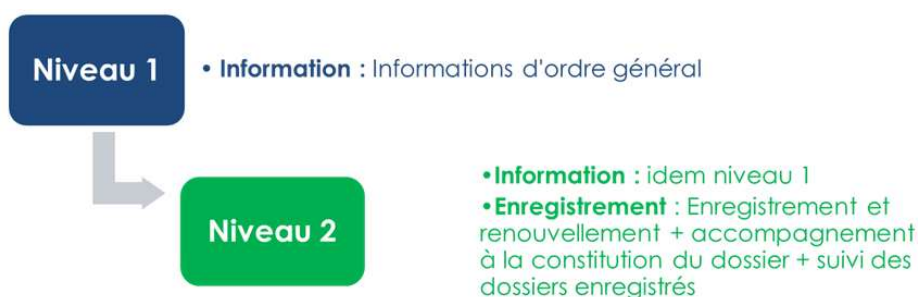 Niveau 1
• Information : Informations d'ordre général
Niveau 2
•Information : idem niveau 1
•Enregistrement : Enregistrement et
renouvellement + accompagnement
à la constitution du dossier + suivi des
dossiers enregistrés